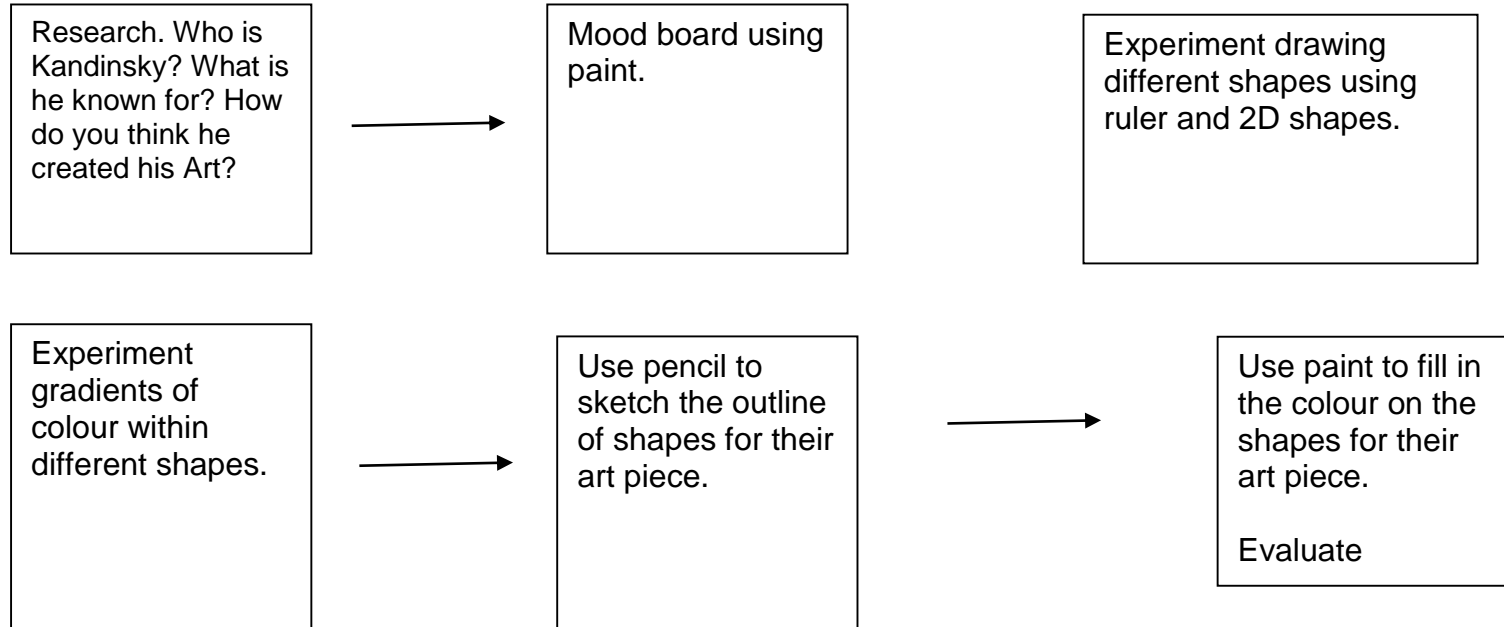 Research. Who is
Kandinsky? What is
he known for? How
do you think he
created his Art?
Mood board using
paint.
Experiment drawing
different shapes using
ruler and 2D shapes.
Experiment
gradients of
colour within
different shapes.
Use pencil to
sketch the outline
of shapes for their
art piece.
Use paint to fill in
the colour on the
shapes for their
art piece.
Evaluate